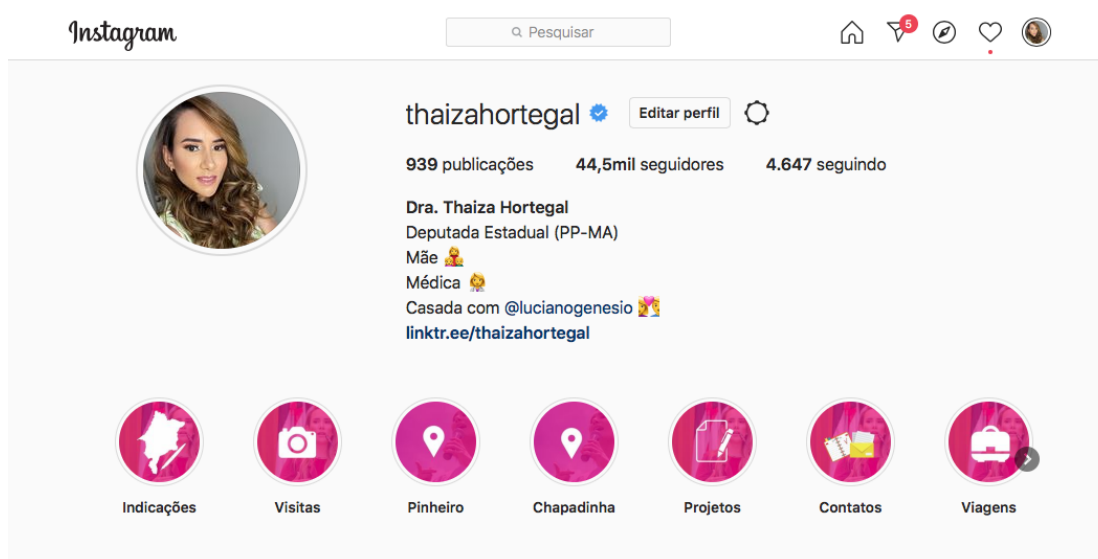 Instagram
Pesquisar
5
thaizahortegal
Editar perfil
939 publicações 44,5mil seguidores 4.647 seguindo
Dra. Thaiza Hortegal
Deputada Estadual (PP-MA)
Mãe 👩‍👧
Médica 👩‍⚕️
Casada com @lucianogenesio 💏
linktr.ee/thaizahortegal
Indicações Visitas Pinheiro Chapadinha Projetos Contatos Viagens